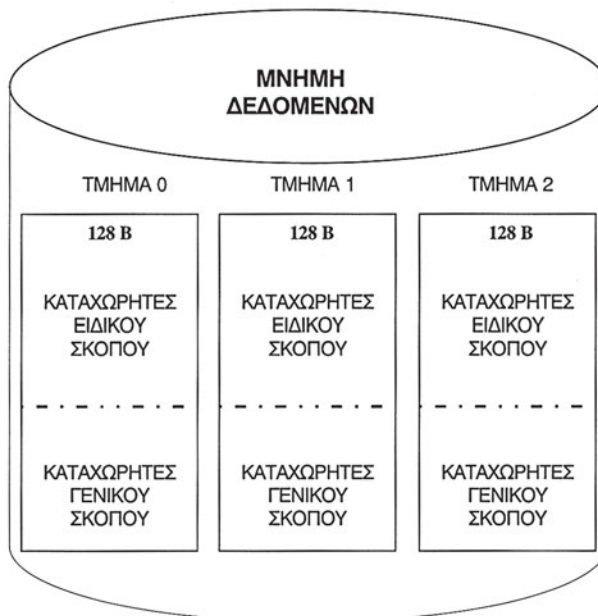 ΜΝΗΜΗ
ΔΕΔΟΜΕΝΩΝ
ΤΜΗΜΑ 0
ΤΜΗΜΑ 1
ΤΜΗΜΑ 2
128 B
128 B
128 B
ΚΑΤΑΧΩΡΗΤΕΣ
ΕΙΔΙΚΟΥ
ΣΚΟΠΟΥ
ΚΑΤΑΧΩΡΗΤΕΣ
ΕΙΔΙΚΟΥ
ΣΚΟΠΟΥ
ΚΑΤΑΧΩΡΗΤΕΣ
ΕΙΔΙΚΟΥ
ΣΚΟΠΟΥ
ΚΑΤΑΧΩΡΗΤΕΣ
ΓΕΝΙΚΟΥ
ΣΚΟΠΟΥ
ΚΑΤΑΧΩΡΗΤΕΣ
ΓΕΝΙΚΟΥ
ΣΚΟΠΟΥ
ΚΑΤΑΧΩΡΗΤΕΣ
ΓΕΝΙΚΟΥ
ΣΚΟΠΟΥ